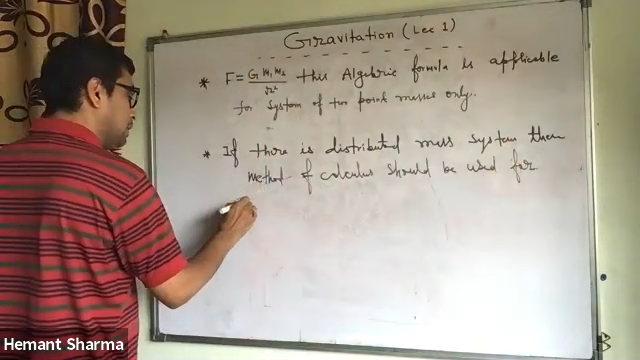 Gravitation (Lec 1)
* F = G m₁ m₂ / r² this Algebric formula is applicable
for system of two point masses only.
* If there is distributed mass system then
method of calculus should be used for
Hemant Sharma